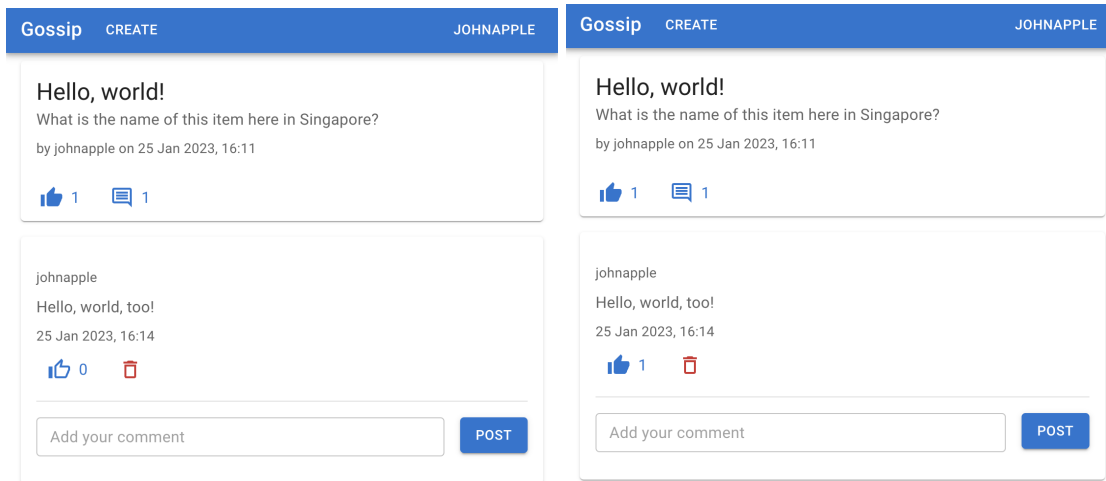 Gossip CREATE JOHNAPPLE
Hello, world!
What is the name of this item here in Singapore?
by johnapple on 25 Jan 2023, 16:11
1 1
johnapple
Hello, world, too!
25 Jan 2023, 16:14
0
Add your comment POST
Gossip CREATE JOHNAPPLE
Hello, world!
What is the name of this item here in Singapore?
by johnapple on 25 Jan 2023, 16:11
1 1
johnapple
Hello, world, too!
25 Jan 2023, 16:14
1
Add your comment POST